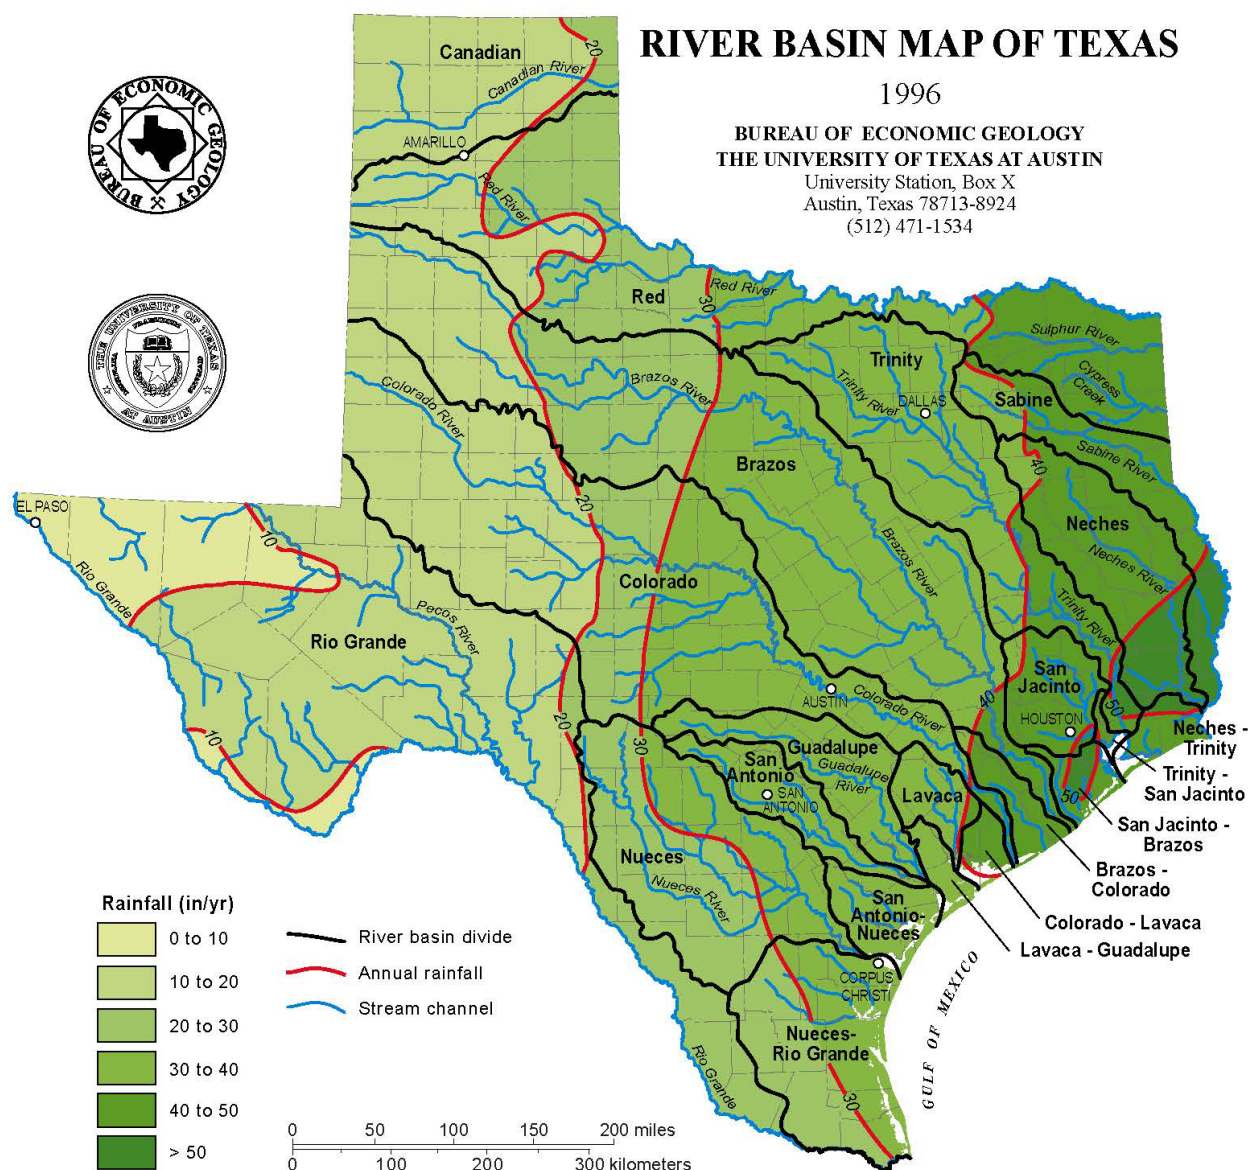 RIVER BASIN MAP OF TEXAS
1996
BUREAU OF ECONOMIC GEOLOGY
THE UNIVERSITY OF TEXAS AT AUSTIN
University Station, Box X
Austin, Texas 78713-8924
(512) 471-1534
BUREAU OF ECONOMIC GEOLOGY
THE UNIVERSITY OF TEXAS
AT AUSTIN
Canadian
20
Canadian River
AMARILLO
Red River
Red
30
Red River
Sulphur River
Trinity
Cypress
Creek
Trinity River
DALLAS
Sabine
Colorado River
Brazos River
Brazos
40
Sabine River
20
EL PASO
10
Neches
Neches River
Brazos River
Rio Grande
Colorado
Trinity River
Pecos River
Rio Grande
San
Jacinto
AUSTIN
Colorado River
40
50
HOUSTON
20
10
30
Guadalupe
Guadalupe
River
San
Antonio
SAN
ANTONIO
Lavaca
50
Neches -
Trinity
Trinity -
San Jacinto
San Jacinto -
Brazos
Brazos -
Colorado
Colorado - Lavaca
Lavaca - Guadalupe
Nueces
Nueces River
San
Antonio-
Nueces
CORPUS
CHRISTI
Nueces-
Rio Grande
Rio Grande
30
GULF OF MEXICO
Rainfall (in/yr)
0 to 10
10 to 20
20 to 30
30 to 40
40 to 50
> 50
River basin divide
Annual rainfall
Stream channel
0 50 100 150 200 miles
0 100 200 300 kilometers